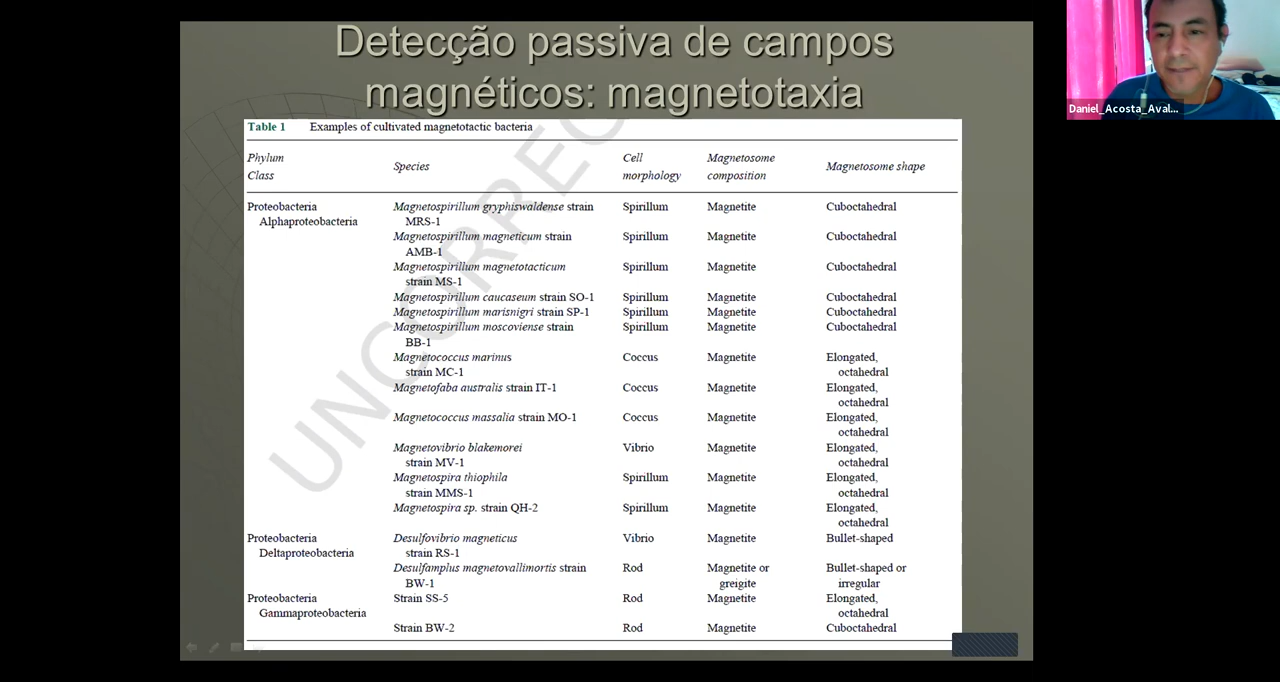 Detecção passiva de campos
magnéticos: magnetotaxia
Daniel_Acosta_Aval...
Table 1 Examples of cultivated magnetotactic bacteria
Phylum Class Species Cell morphology Magnetosome composition Magnetosome shape
Proteobacteria Magnetospirillum gryphiswaldense strain Spirillum Magnetite Cuboctahedral
Alphaproteobacteria MRS-1
Magnetospirillum magneticum strain Spirillum Magnetite Cuboctahedral
AMB-1
Magnetospirillum magnetotacticum Spirillum Magnetite Cuboctahedral
strain MS-1
Magnetospirillum caucaseum strain SO-1 Spirillum Magnetite Cuboctahedral
Magnetospirillum marisnigri strain SP-1 Spirillum Magnetite Cuboctahedral
Magnetospirillum moscoviense strain Spirillum Magnetite Cuboctahedral
BB-1
Magnetococcus marinus Coccus Magnetite Elongated,
strain MC-1 octahedral
Magnetofaba australis strain IT-1 Coccus Magnetite Elongated,
octahedral
Magnetococcus massalia strain MO-1 Coccus Magnetite Elongated,
octahedral
Magnetovibrio blakemorei Vibrio Magnetite Elongated,
strain MV-1 octahedral
Magnetospira thiophila Spirillum Magnetite Elongated,
strain MMS-1 octahedral
Magnetospira sp. strain QH-2 Spirillum Magnetite Elongated,
octahedral
Proteobacteria Desulfovibrio magneticus Vibrio Magnetite Bullet-shaped
Deltaproteobacteria strain RS-1
Desulfamplus magnetovallimortis strain Rod Magnetite or Bullet-shaped or
BW-1 greigite irregular
Proteobacteria Strain SS-5 Rod Magnetite Elongated,
Gammaproteobacteria octahedral
Strain BW-2 Rod Magnetite Cuboctahedral
UNCORREC